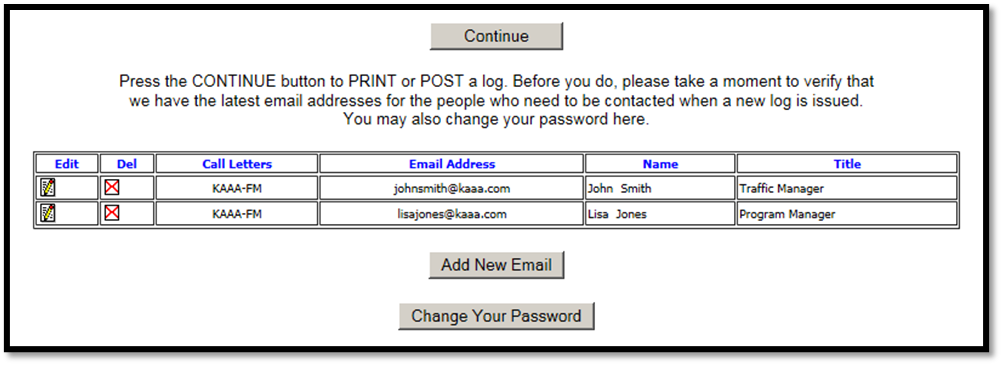 Continue
Press the CONTINUE button to PRINT or POST a log. Before you do, please take a moment to verify that
we have the latest email addresses for the people who need to be contacted when a new log is issued.
You may also change your password here.
Edit Del Call Letters Email Address Name Title
KAAA-FM johnsmith@kaaa.com John Smith Traffic Manager
KAAA-FM lisajones@kaaa.com Lisa Jones Program Manager
Add New Email
Change Your Password